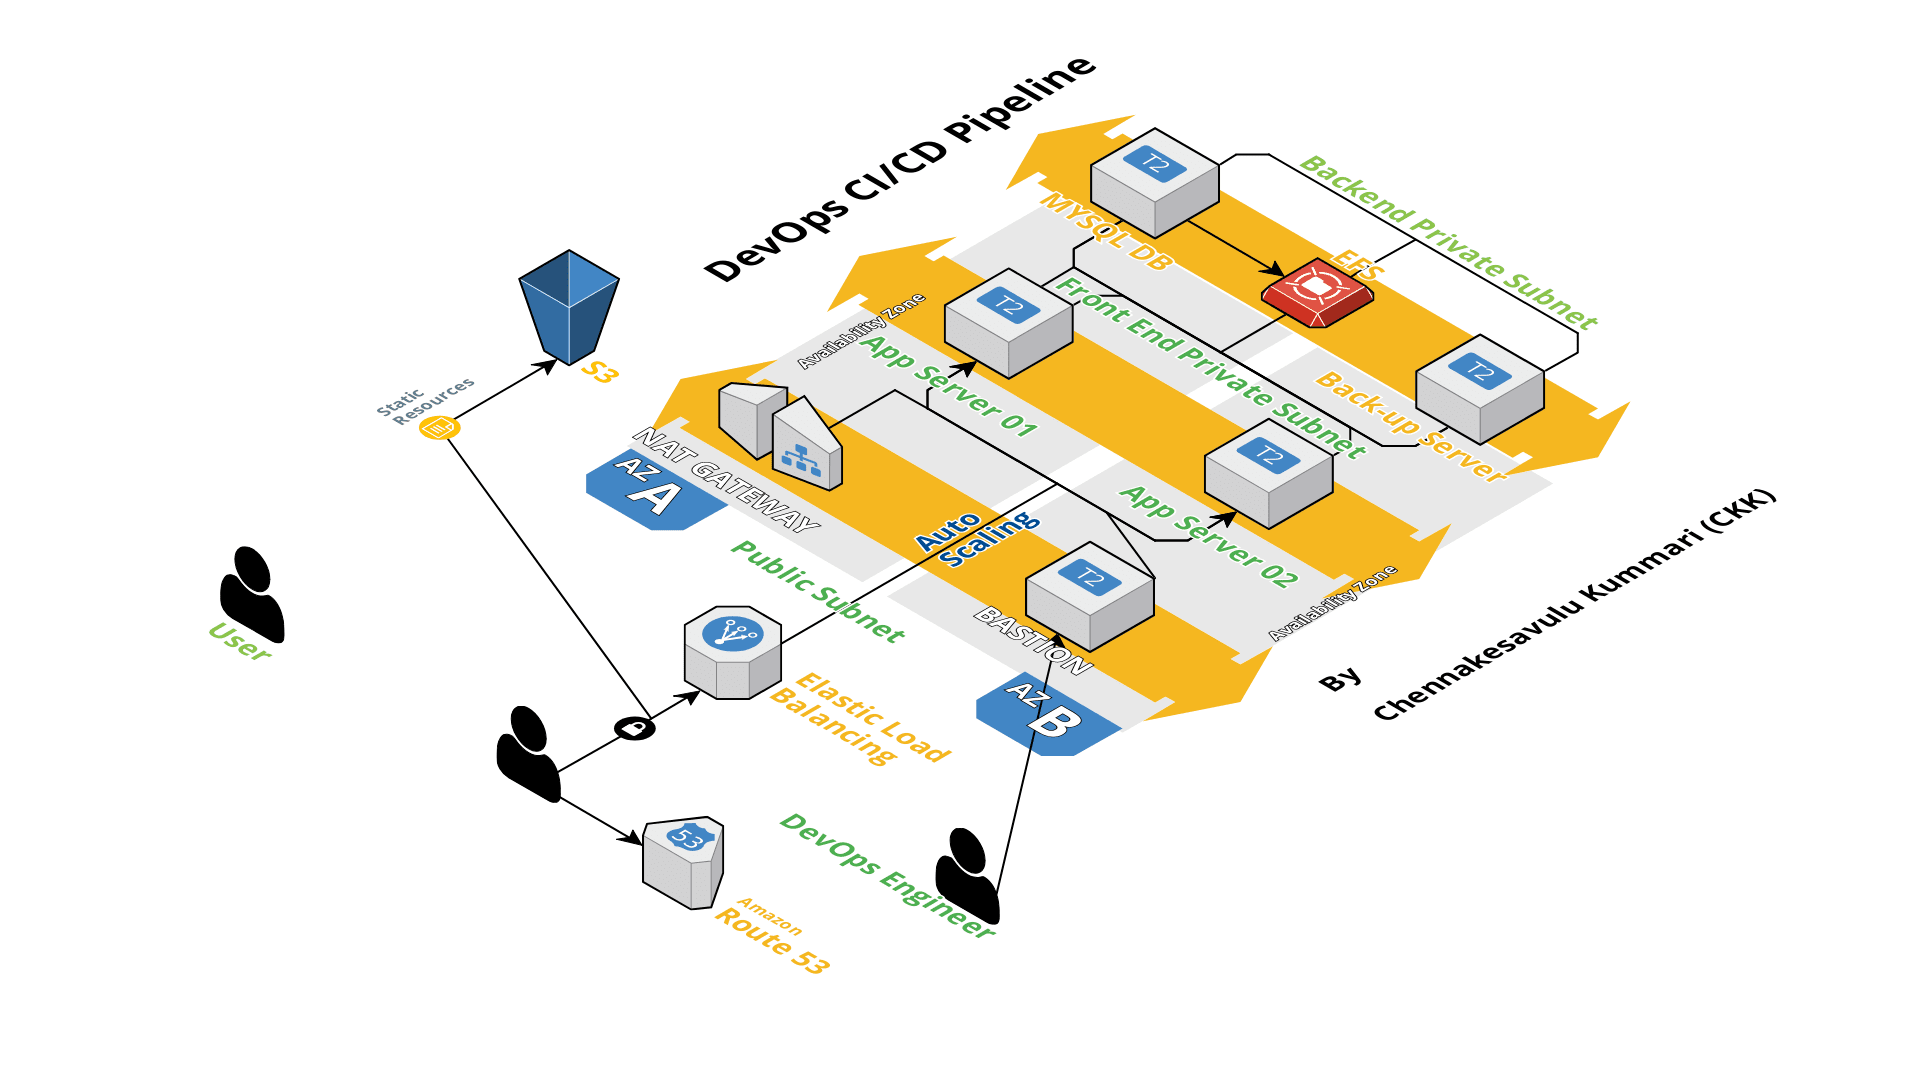 DevOps CI/CD Pipeline
T2
Backend Private Subnet
MYSQL DB
EFS
T2
Front End Private Subnet
Availability Zone
App Server 01
T2
Back-up Server
S3
Static
Resources
NAT GATEWAY
AZ
A
T2
App Server 02
Auto
Scaling
Public Subnet
T2
BASTION
Availability Zone
AZ
B
User
Elastic Load
Balancing
By
Chennakesavulu Kummari (CKK)
53
Amazon
Route 53
DevOps Engineer